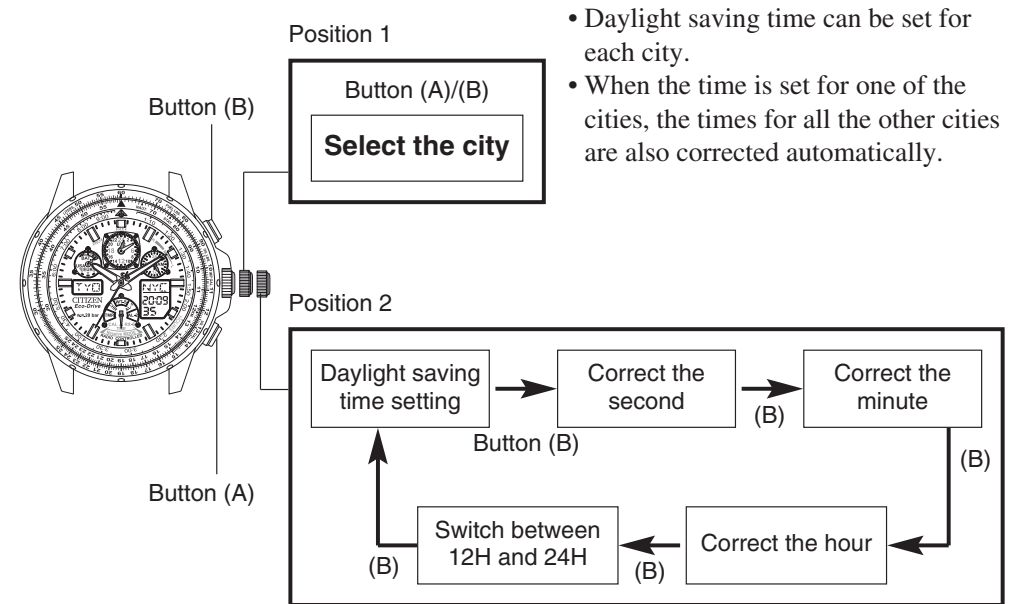 Position 1
Button (A)/(B)
Select the city
• Daylight saving time can be set for
each city.
• When the time is set for one of the
cities, the times for all the other cities
are also corrected automatically.
Button (B)
TYO
NYC
20:09
35
CITIZEN
Eco-Drive
Button (A)
Position 2
Daylight saving
time setting
Button (B)
Correct the
second
(B)
Correct the
minute
(B)
Correct the hour
(B)
Switch between
12H and 24H
(B)